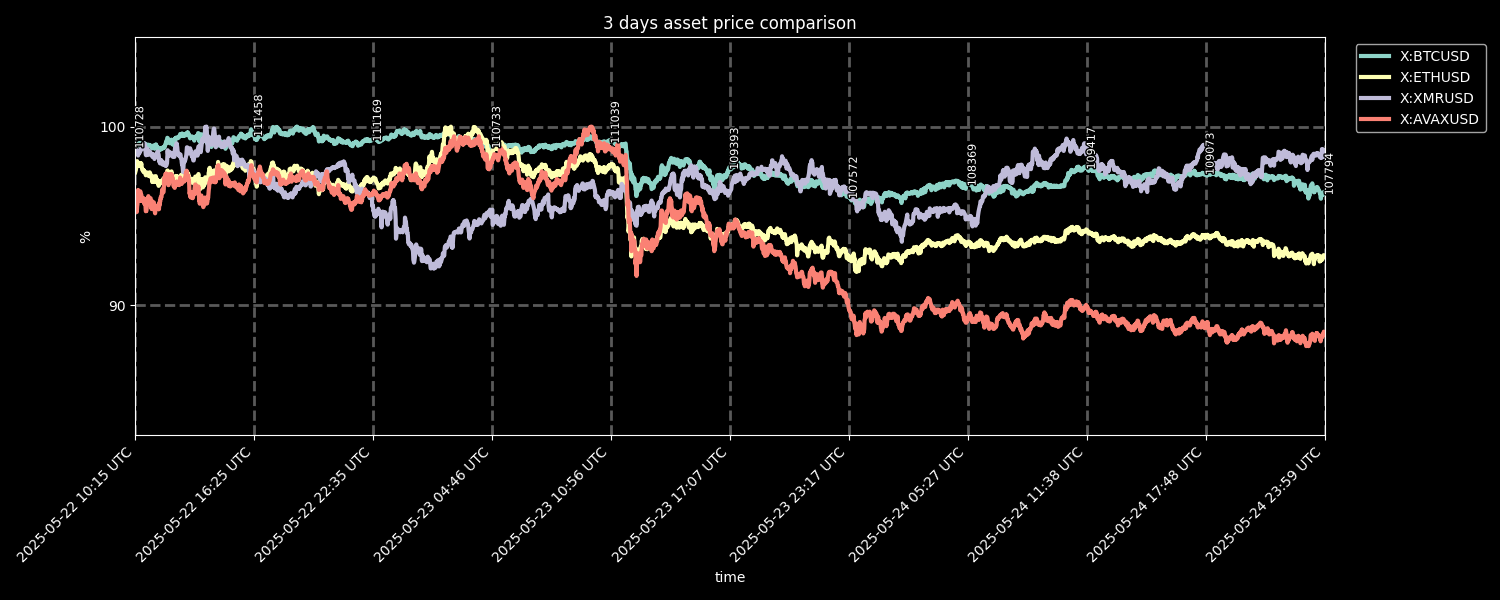 3 days asset price comparison
X:BTCUSD
X:ETHUSD
X:XMRUSD
X:AVAXUSD
100
90
%
110728
111458
111169
110733
111039
109393
107572
108369
109417
109073
107794
2025-05-22 10:15 UTC
2025-05-22 16:25 UTC
2025-05-22 22:35 UTC
2025-05-23 04:46 UTC
2025-05-23 10:56 UTC
2025-05-23 17:07 UTC
2025-05-23 23:17 UTC
2025-05-24 05:27 UTC
2025-05-24 11:38 UTC
2025-05-24 17:48 UTC
2025-05-24 23:59 UTC
time